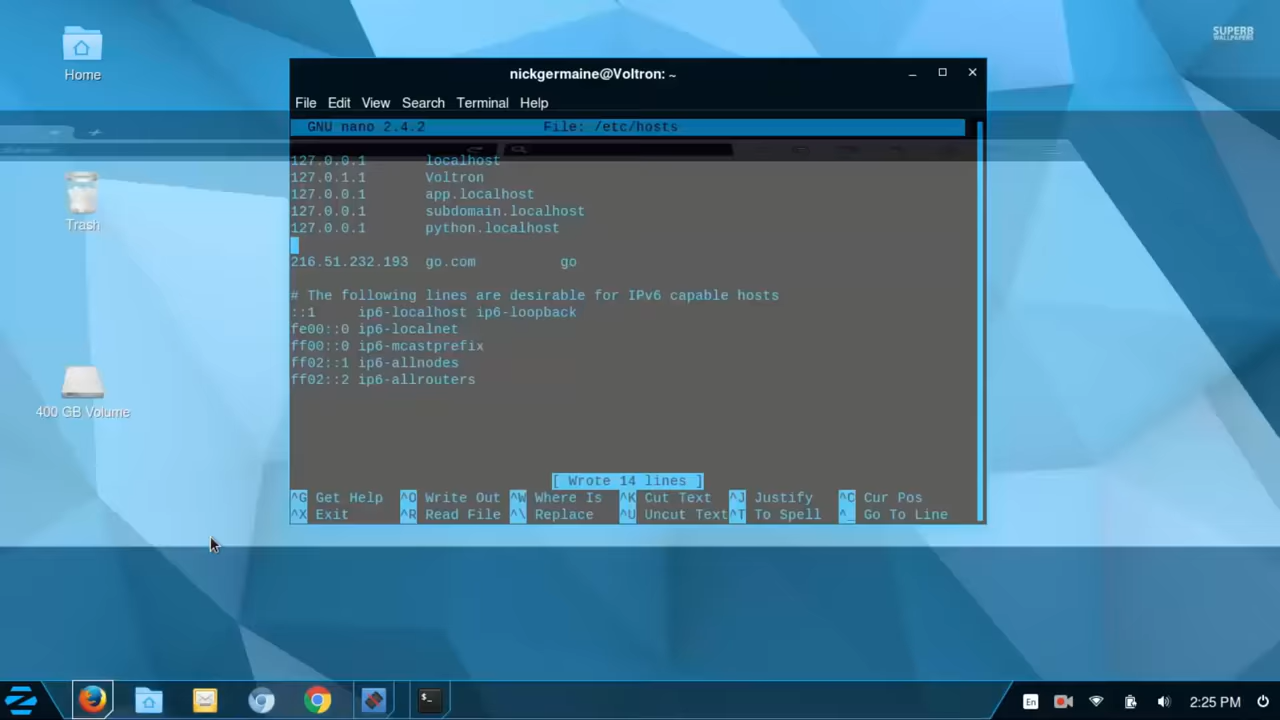 SUPERB
WALLPAPERS
Home
Trash
400 GB Volume
nickgermaine@Voltron: ~
File Edit View Search Terminal Help
GNU nano 2.4.2 File: /etc/hosts
127.0.0.1 localhost
127.0.1.1 Voltron
127.0.0.1 app.localhost
127.0.0.1 subdomain.localhost
127.0.0.1 python.localhost
216.51.232.193 go.com go
# The following lines are desirable for IPv6 capable hosts
::1 ip6-localhost ip6-loopback
fe00::0 ip6-localnet
ff00::0 ip6-mcastprefix
ff02::1 ip6-allnodes
ff02::2 ip6-allrouters
[ Wrote 14 lines ]
^G Get Help ^O Write Out ^W Where Is ^K Cut Text ^J Justify ^C Cur Pos
^X Exit ^R Read File ^\ Replace ^U Uncut Text ^T To Spell ^_ Go To Line
En 2:25 PM